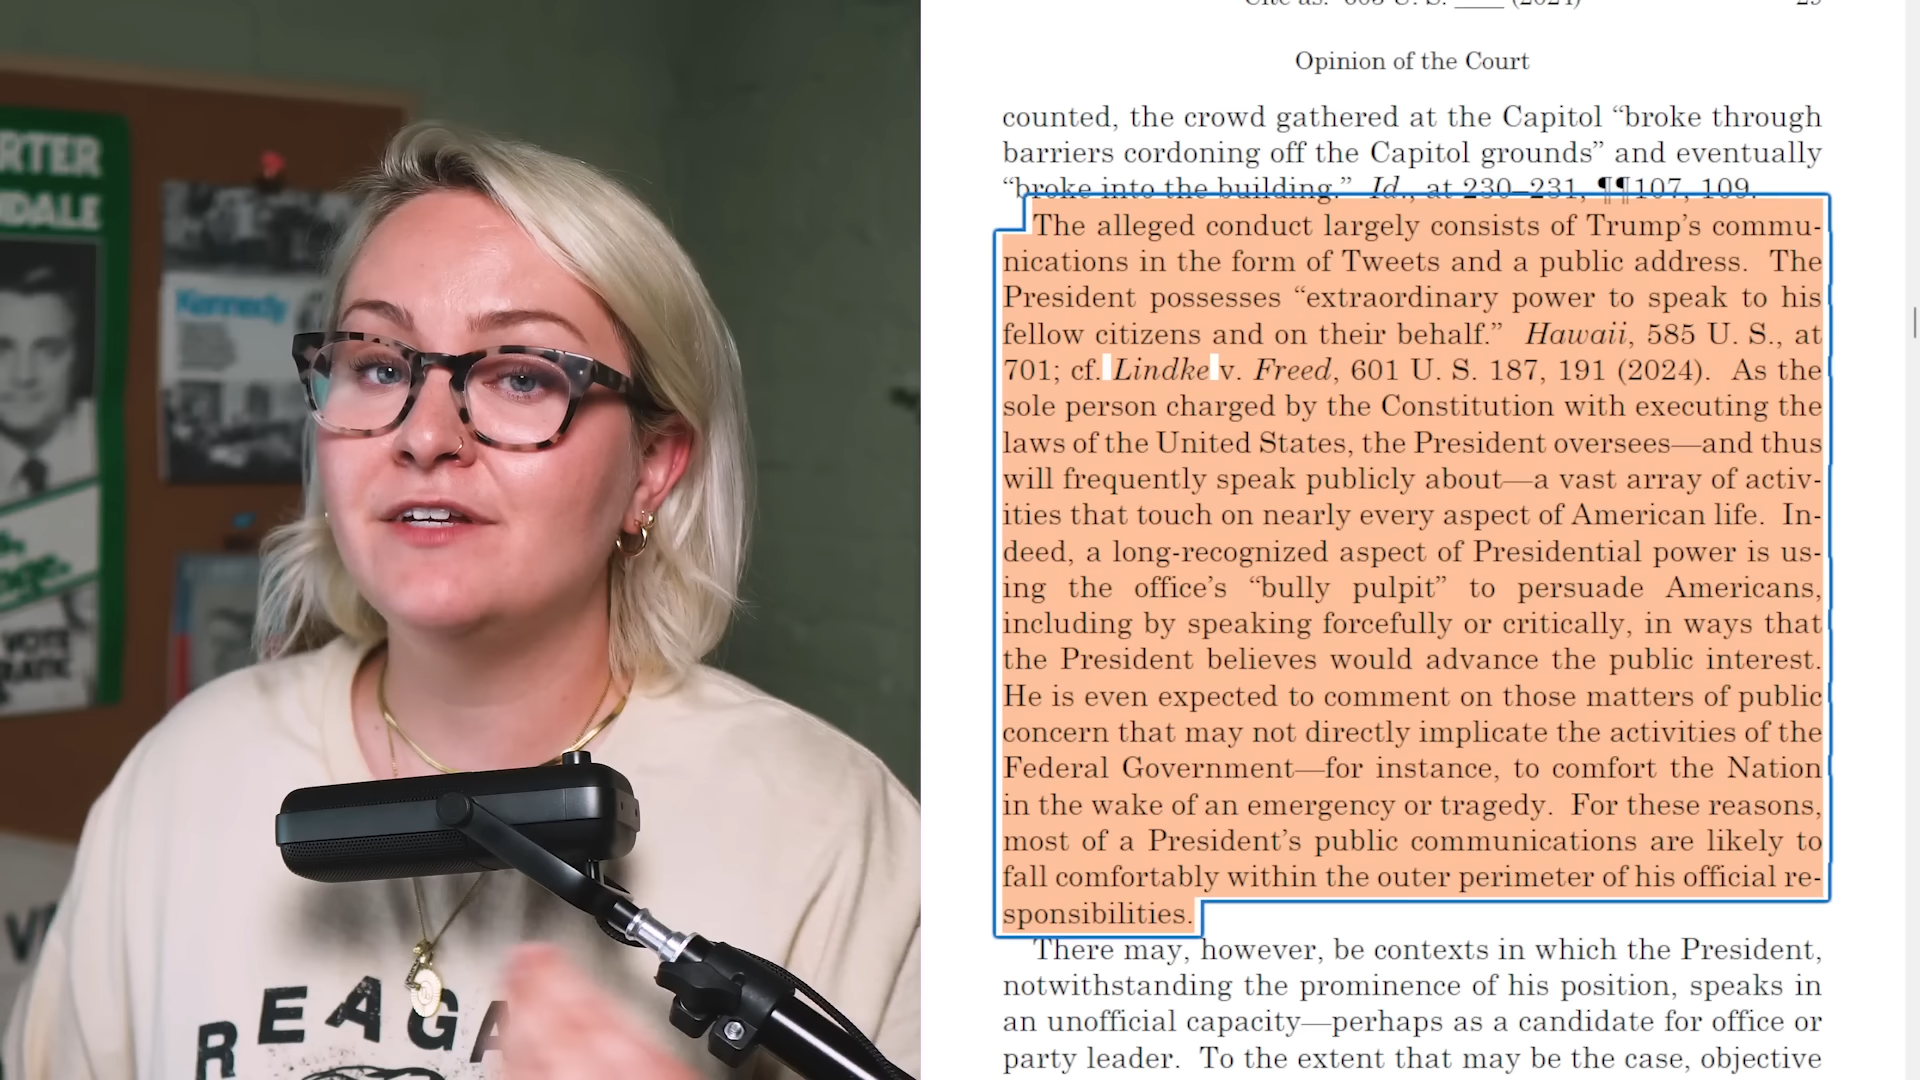 RTER
NDALE
Kennedy
VOTE
REAGA
Cite as: 603 U. S. ____ (2024) 29
Opinion of the Court
counted, the crowd gathered at the Capitol “broke through
barriers cordoning off the Capitol grounds” and eventually
“broke into the building.” Id., at 230–231, ¶¶107, 109.
The alleged conduct largely consists of Trump’s commu-
nications in the form of Tweets and a public address. The
President possesses “extraordinary power to speak to his
fellow citizens and on their behalf.” Hawaii, 585 U. S., at
701; cf. Lindke v. Freed, 601 U. S. 187, 191 (2024). As the
sole person charged by the Constitution with executing the
laws of the United States, the President oversees—and thus
will frequently speak publicly about—a vast array of activ-
ities that touch on nearly every aspect of American life. In-
deed, a long-recognized aspect of Presidential power is us-
ing the office’s “bully pulpit” to persuade Americans,
including by speaking forcefully or critically, in ways that
the President believes would advance the public interest.
He is even expected to comment on those matters of public
concern that may not directly implicate the activities of the
Federal Government—for instance, to comfort the Nation
in the wake of an emergency or tragedy. For these reasons,
most of a President’s public communications are likely to
fall comfortably within the outer perimeter of his official re-
sponsibilities.
There may, however, be contexts in which the President,
notwithstanding the prominence of his position, speaks in
an unofficial capacity—perhaps as a candidate for office or
party leader. To the extent that may be the case, objective